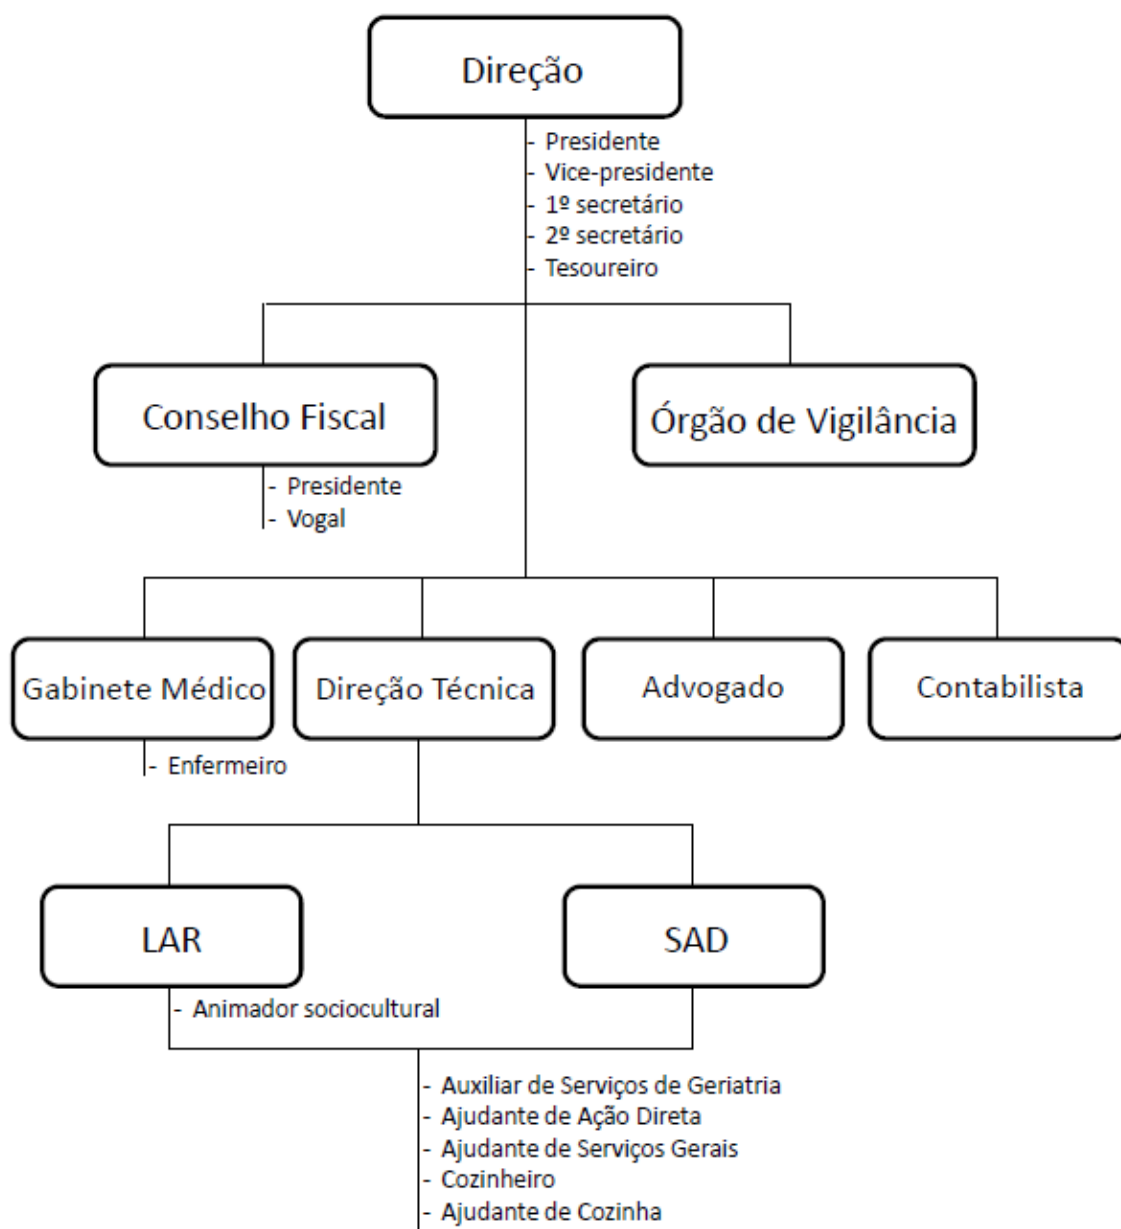 Direção
- Presidente
- Vice-presidente
- 1º secretário
- 2º secretário
- Tesoureiro
Conselho Fiscal
Órgão de Vigilância
- Presidente
- Vogal
Gabinete Médico
Direção Técnica
Advogado
Contabilista
- Enfermeiro
LAR
SAD
- Animador sociocultural
- Auxiliar de Serviços de Geriatria
- Ajudante de Ação Direta
- Ajudante de Serviços Gerais
- Cozinheiro
- Ajudante de Cozinha